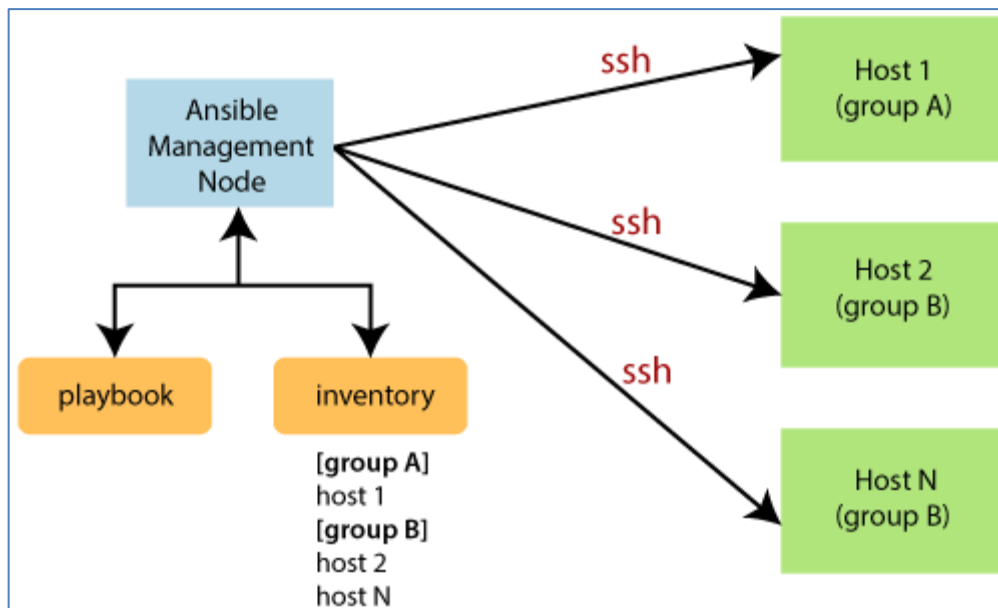 Ansible
Management
Node
ssh
ssh
ssh
Host 1
(group A)
Host 2
(group B)
Host N
(group B)
playbook
inventory
[group A]
host 1
[group B]
host 2
host N